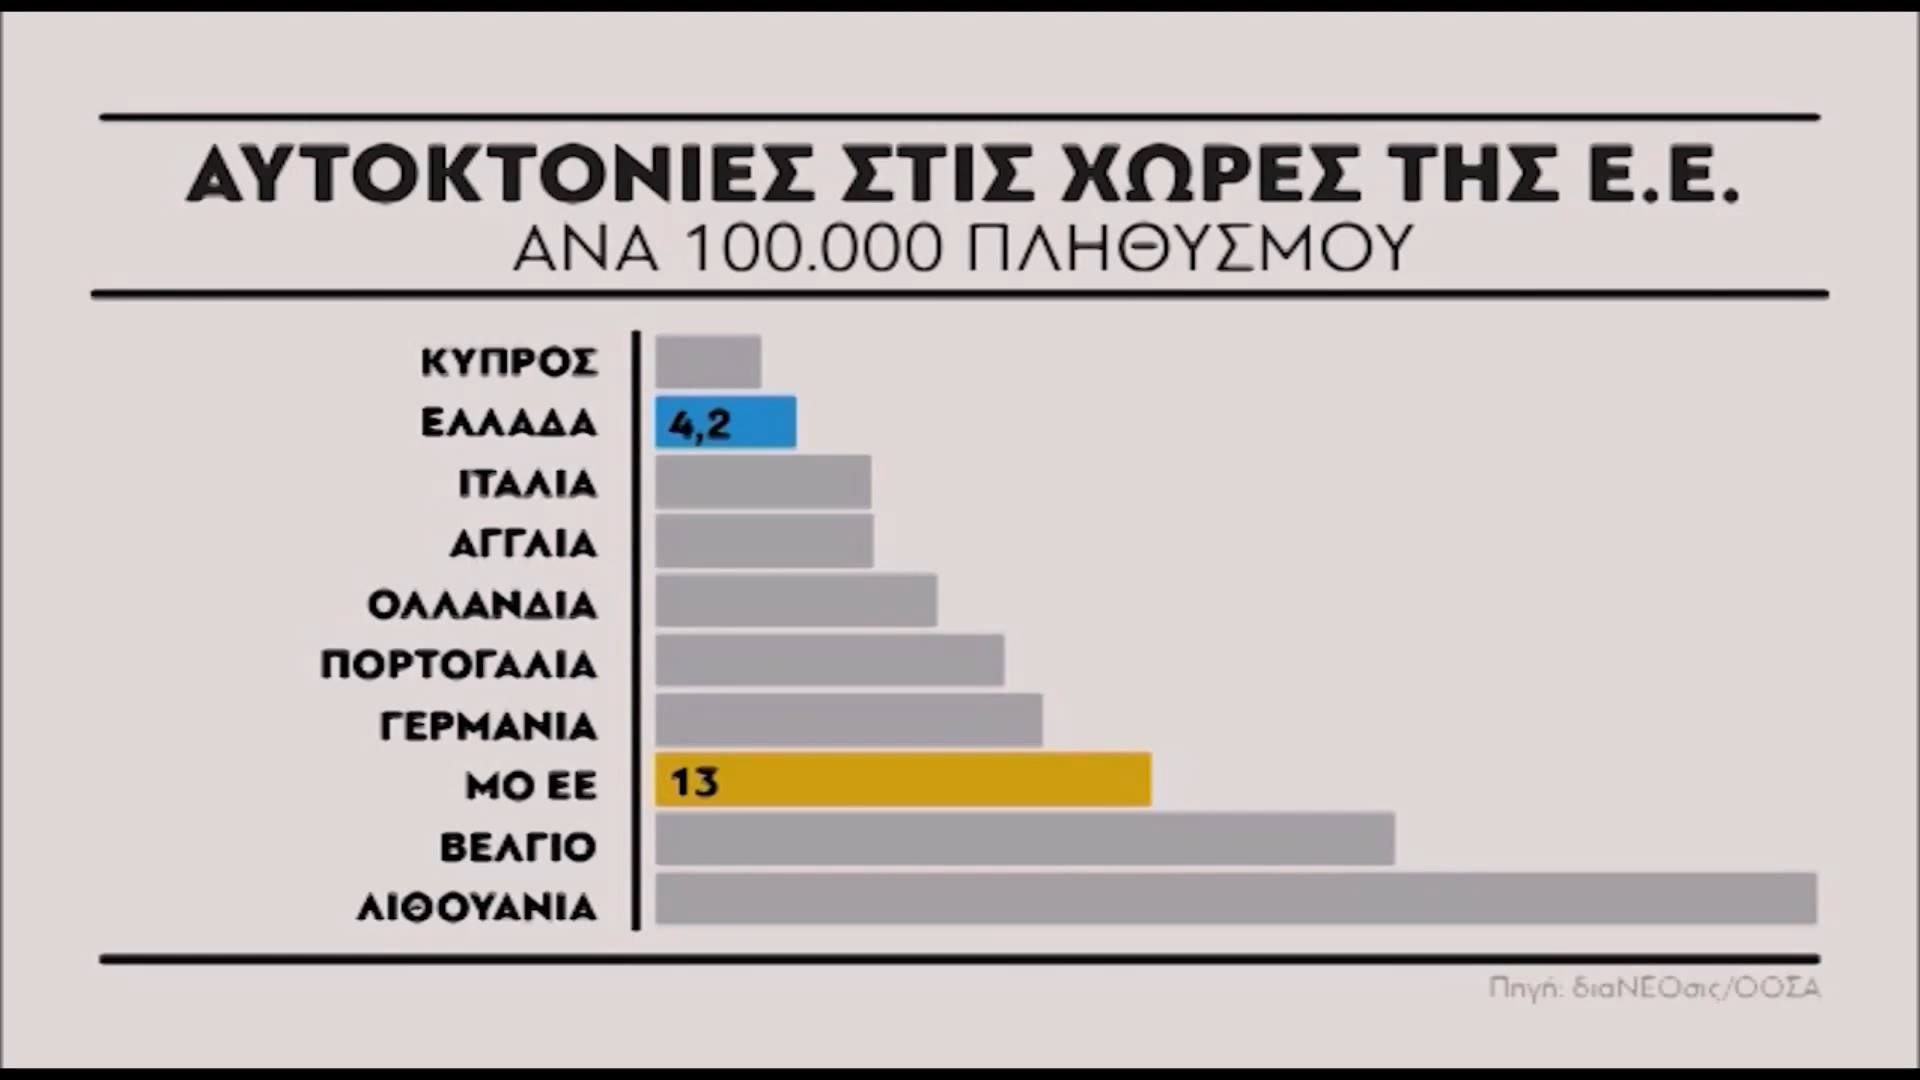 ΑΥΤΟΚΤΟΝΙΕΣ ΣΤΙΣ ΧΩΡΕΣ ΤΗΣ Ε.Ε.
ΑΝΑ 100.000 ΠΛΗΘΥΣΜΟΥ
ΚΥΠΡΟΣ
ΕΛΛΑΔΑ 4,2
ΙΤΑΛΙΑ
ΑΓΓΛΙΑ
ΟΛΛΑΝΔΙΑ
ΠΟΡΤΟΓΑΛΙΑ
ΓΕΡΜΑΝΙΑ
ΜΟ ΕΕ 13
ΒΕΛΓΙΟ
ΛΙΘΟΥΑΝΙΑ
Πηγή: διαΝΕΟσις/ΟΟΣΑ